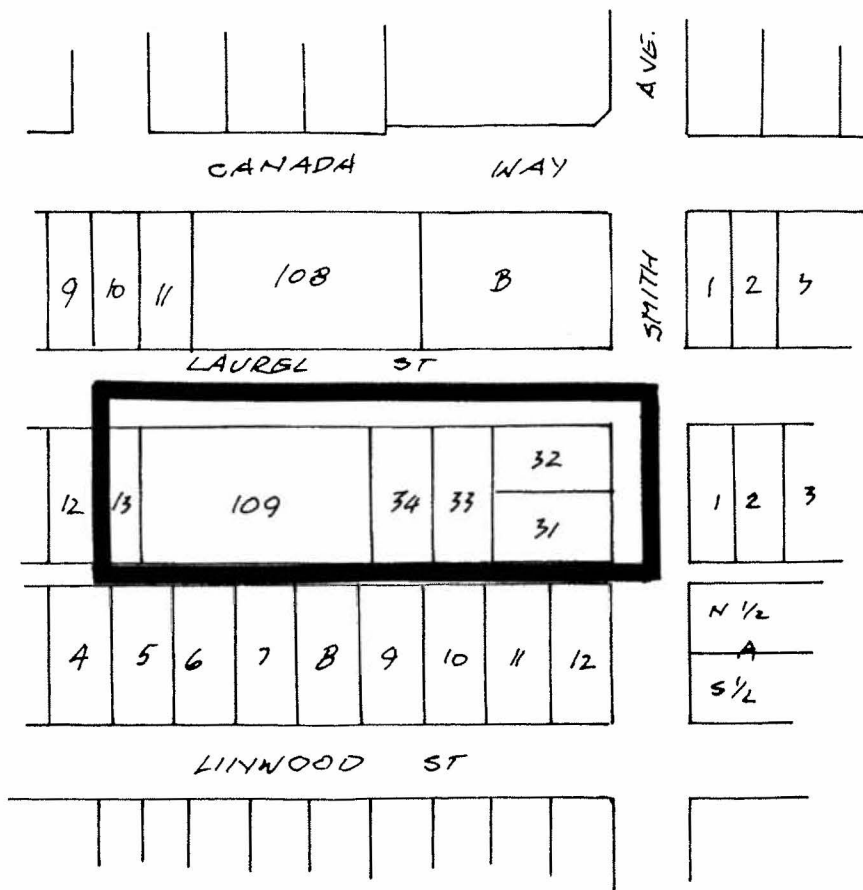 AVE.
CANADA WAY
SMITH
9 10 11 108 B 1 2 3
LAUREL ST
12 13 109 34 33 32 1 2 3
31
N 1/2
A
S 1/2
4 5 6 7 8 9 10 11 12
LINWOOD ST